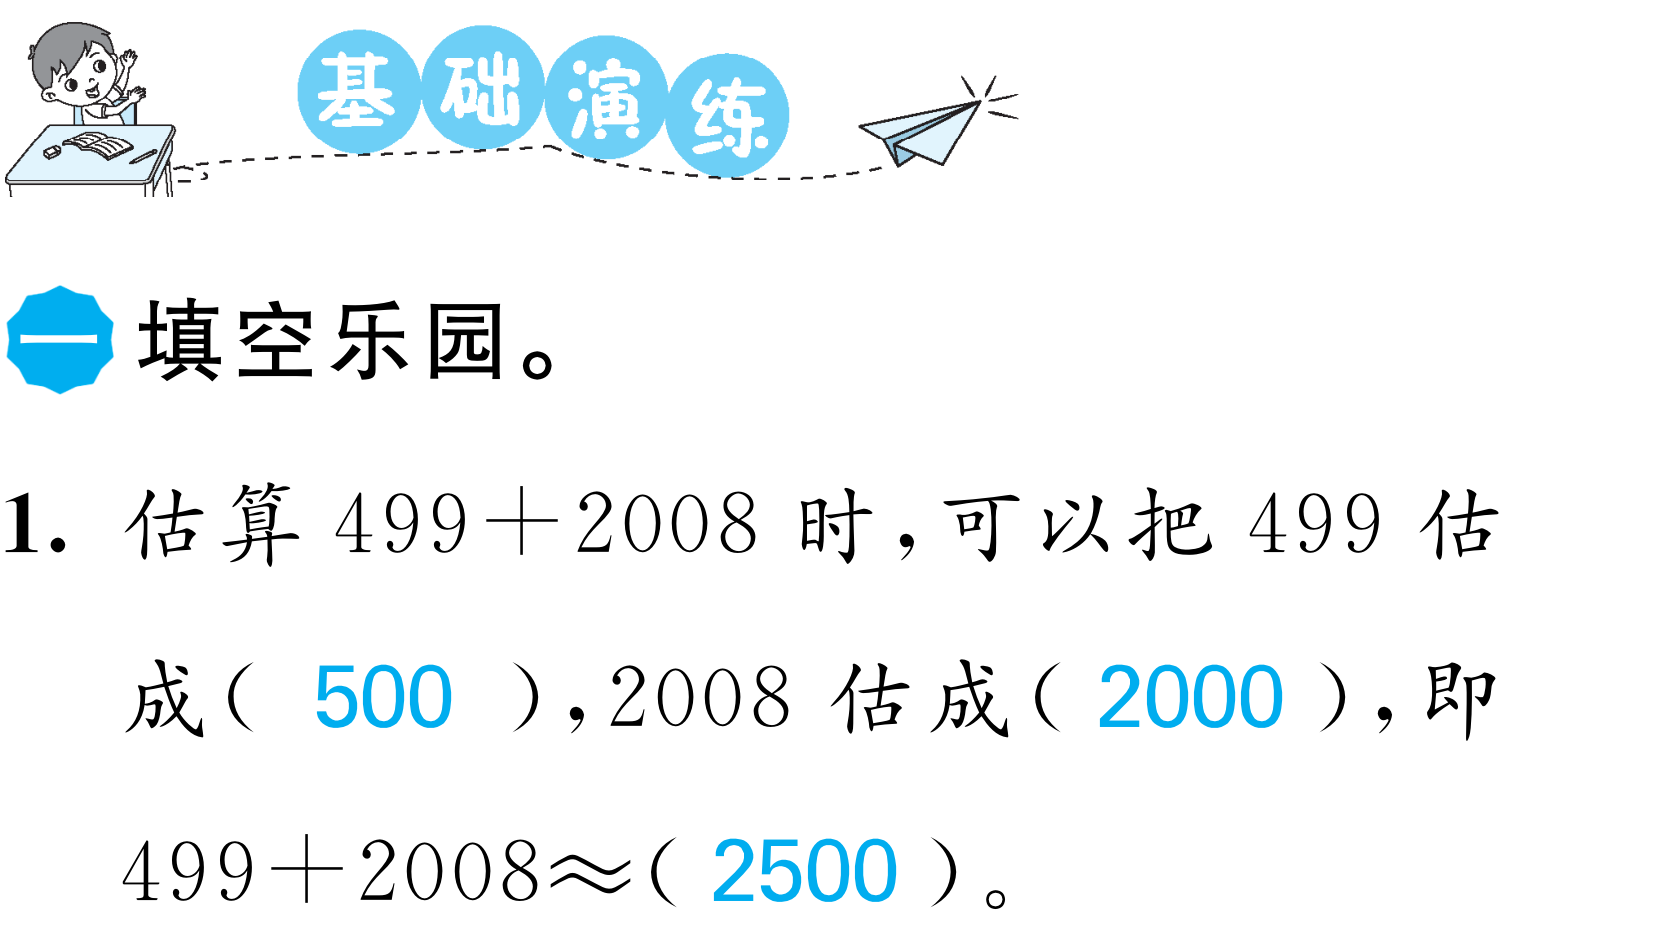 基础演练
一 填空乐园。
1. 估算 499+2008 时,可以把 499 估
成( 500 ),2008 估成( 2000 ),即
499+2008≈( 2500 )。